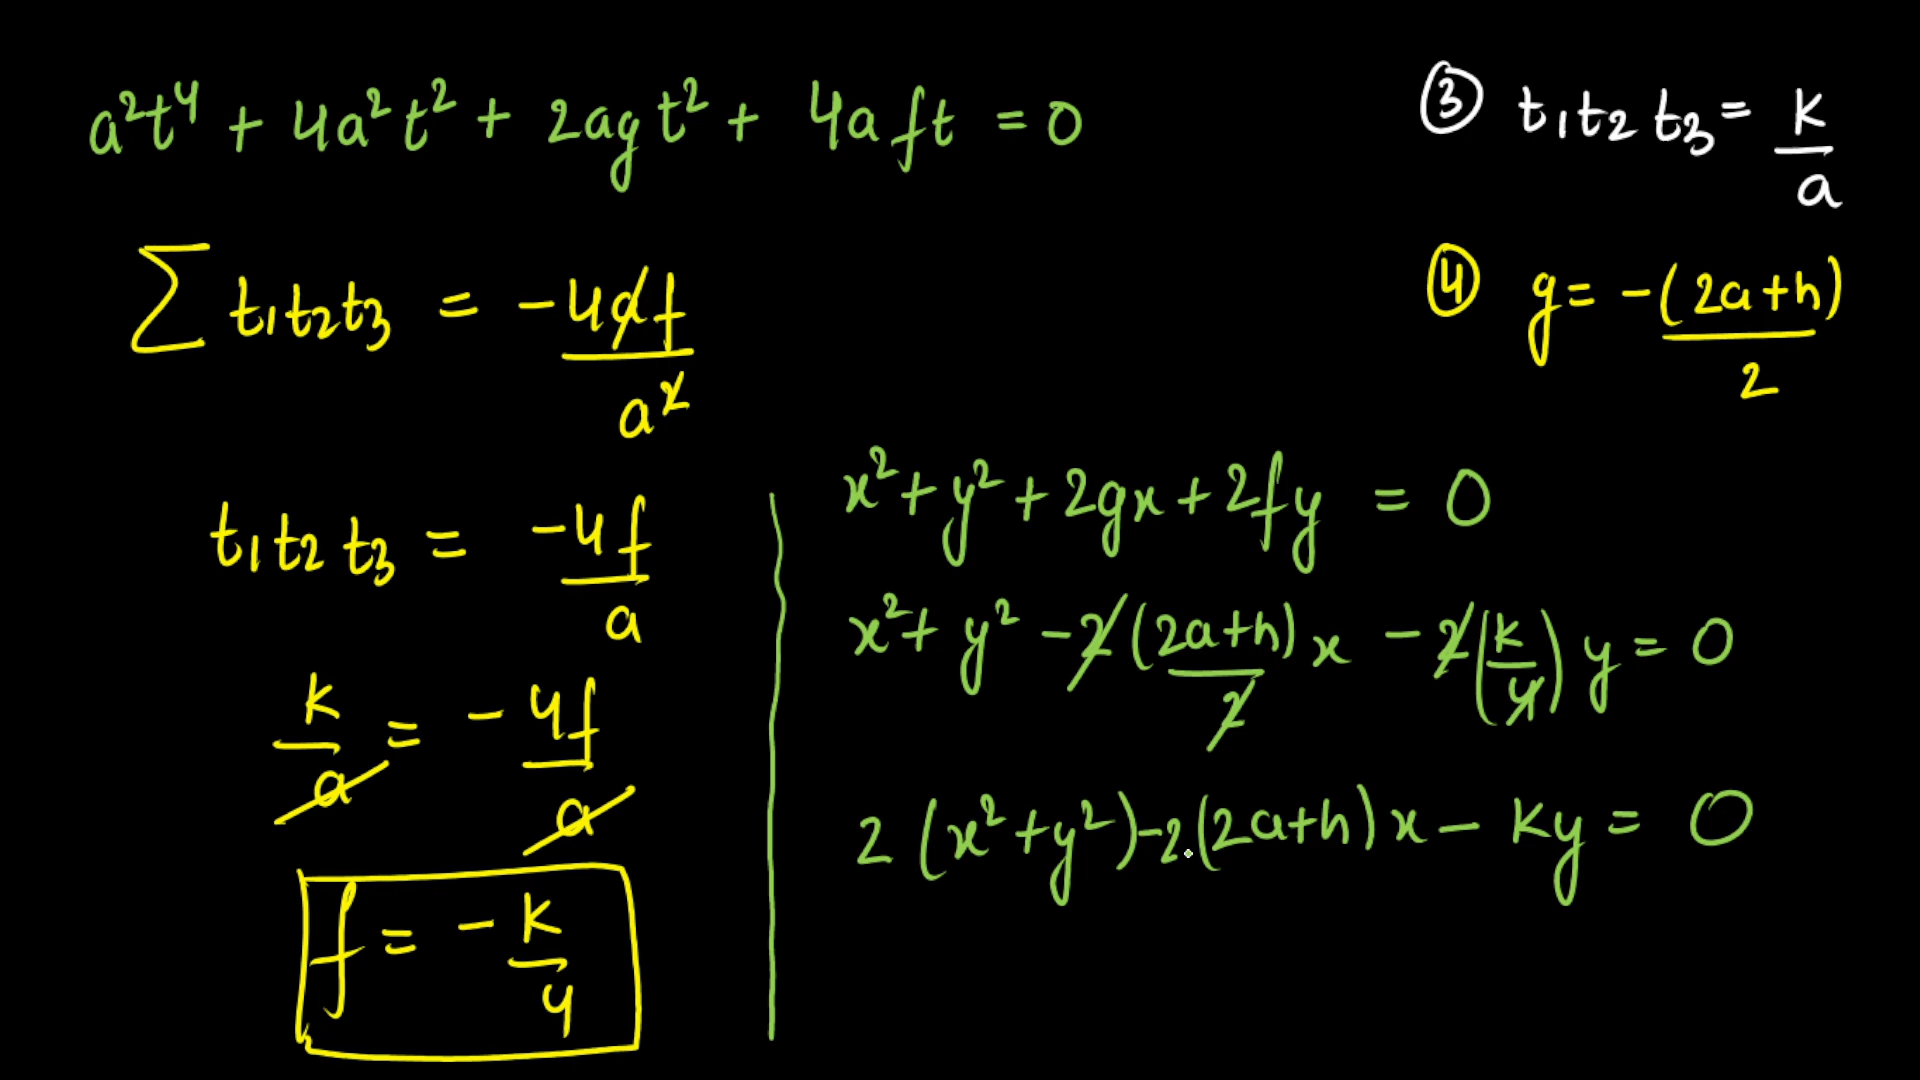 a²t⁴ + 4a²t² + 2agt² + 4aft = 0
③ t₁t₂t₃ = k/a
④ g = -(2a+h)/2
∑ t₁t₂t₃ = -4af/a²
t₁t₂t₃ = -4f/a
k/a = -4f/a
f = -k/4
x² + y² + 2gx + 2fy = 0
x² + y² - 2(2a+h)/2 x - 2(k/4) y = 0
2(x² + y²) - 2(2a+h)x - ky = 0